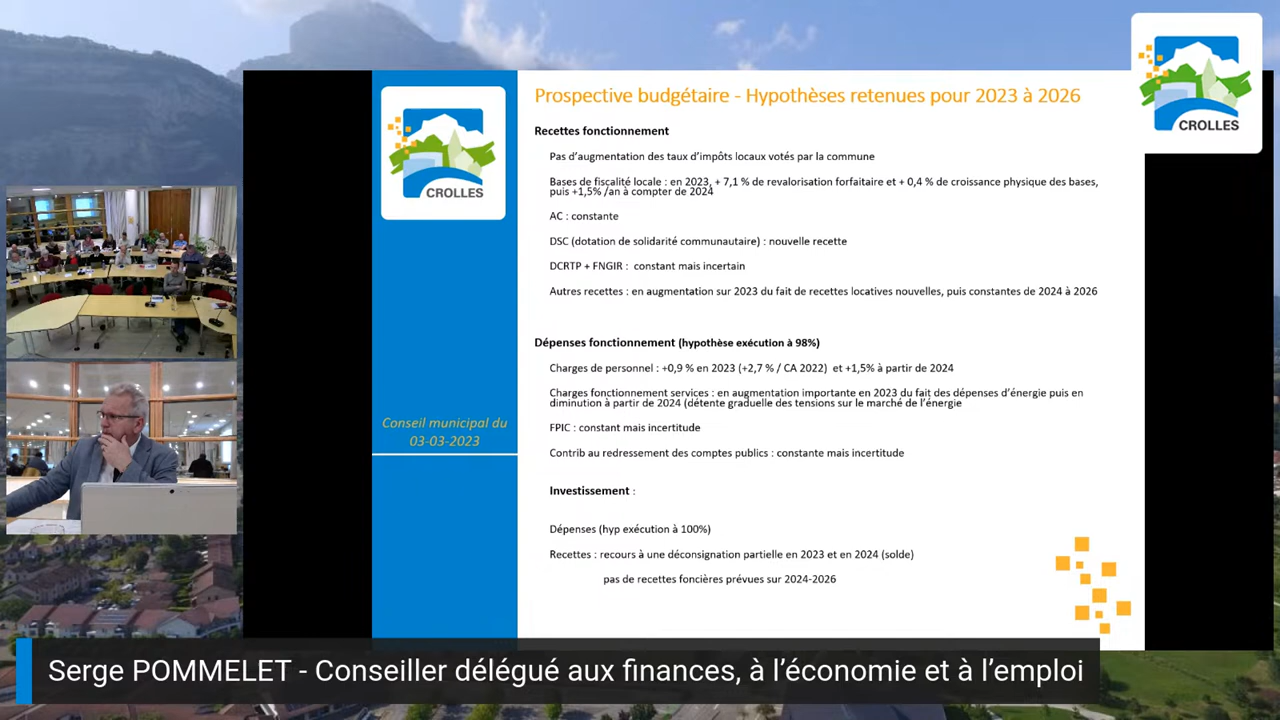 Prospective budgétaire - Hypothèses retenues pour 2023 à 2026
CROLLES
CROLLES
Recettes fonctionnement
Pas d'augmentation des taux d'impôts locaux votés par la commune
Bases de fiscalité locale : en 2023, + 7,1 % de revalorisation forfaitaire et + 0,4 % de croissance physique des bases,
puis +1,5% /an à compter de 2024
AC : constante
DSC (dotation de solidarité communautaire) : nouvelle recette
DCRTP + FNGIR : constant mais incertain
Autres recettes : en augmentation sur 2023 du fait de recettes locatives nouvelles, puis constantes de 2024 à 2026
Dépenses fonctionnement (hypothèse exécution à 98%)
Charges de personnel : +0,9 % en 2023 (+2,7 % / CA 2022) et +1,5% à partir de 2024
Charges fonctionnement services : en augmentation importante en 2023 du fait des dépenses d'énergie puis en
diminution à partir de 2024 (détente graduelle des tensions sur le marché de l'énergie
FPIC : constant mais incertitude
Contrib au redressement des comptes publics : constante mais incertitude
Investissement :
Dépenses (hyp exécution à 100%)
Recettes : recours à une déconsignation partielle en 2023 et en 2024 (solde)
pas de recettes foncières prévues sur 2024-2026
Conseil municipal du
03-03-2023
Serge POMMELET - Conseiller délégué aux finances, à l'économie et à l'emploi